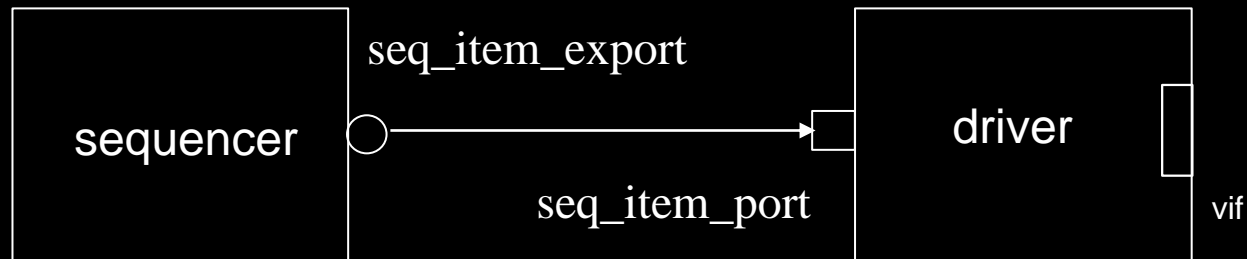 seq_item_export
sequencer
driver
seq_item_port
vif